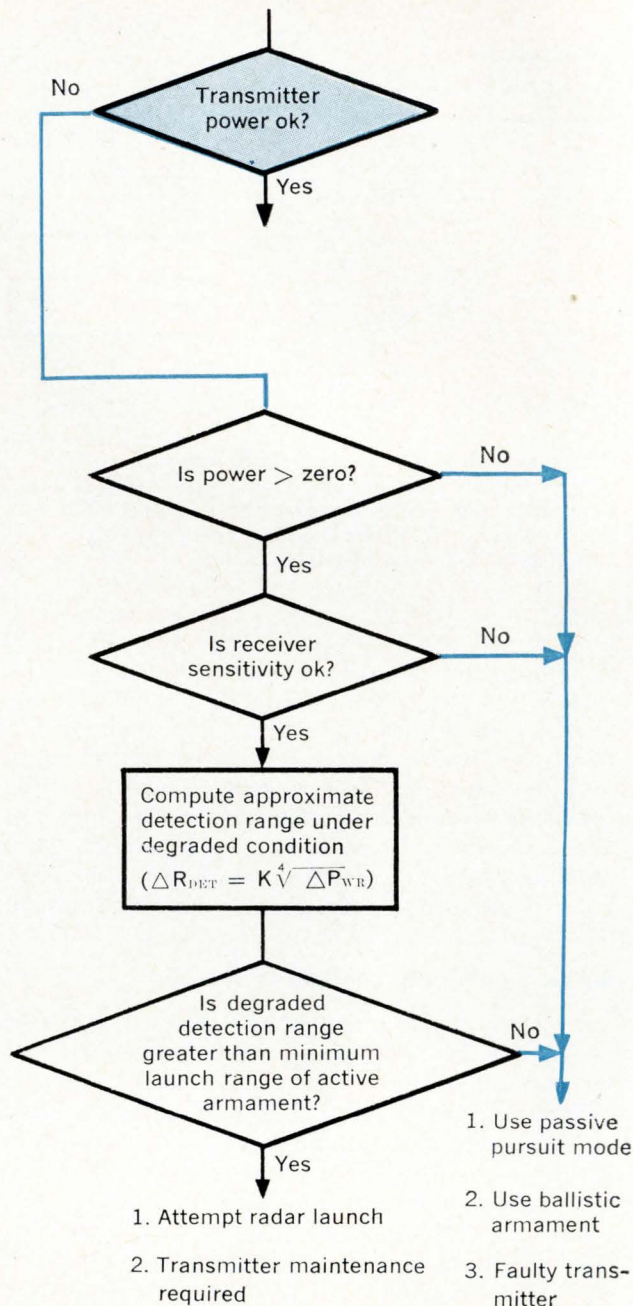 No
Transmitter
power ok?
Yes
Is power > zero?
No
Yes
Is receiver
sensitivity ok?
No
Yes
Compute approximate
detection range under
degraded condition
(△R_DET = K∜△P_WR)
Is degraded
detection range
greater than minimum
launch range of active
armament?
No
Yes
1. Attempt radar launch
2. Transmitter maintenance
required
1. Use passive
pursuit mode
2. Use ballistic
armament
3. Faulty trans-
mitter